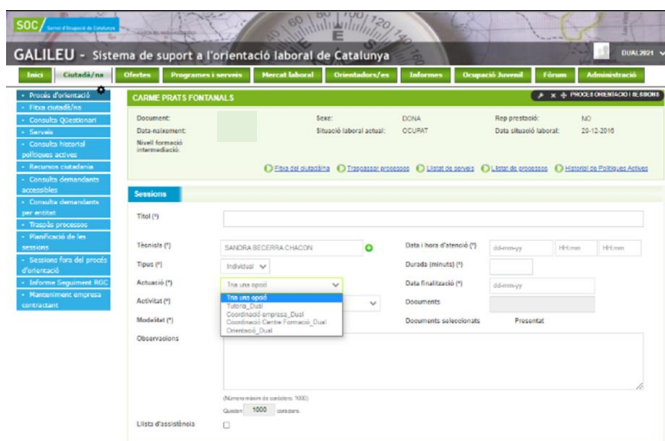 SOC Servei d'Ocupació de Catalunya
GALILEU - Sistema de suport a l'orientació laboral de Catalunya
DUAL2021
Inici Ciutadà/na Ofertes Programes i serveis Mercat laboral Orientadors/es Informes Ocupació Juvenil Fòrum Administració
Procés d'orientació
Fitxa ciutadà/na
Consulta Qüestionari
Serveis
Consulta historial
polítiques actives
Recursos ciutadania
Consulta demandants
accessibles
Consulta demandants
per entitat
Traspàs processos
Planificació de les
sessions
Sessions fora del procés
d'orientació
Informe Seguiment ROC
Manteniment empresa
contractant
CARME PRATS FONTANALS
PROCÉS ORIENTACIÓ I SESSIONS
Document: Sexe: DONA Rep prestació: NO
Data naixement: Situació laboral actual: OCUPAT Data situació laboral: 20-12-2016
Nivell formació
intermediació:
Fitxa del ciutadà/na Traspassar processos Llistat de serveis Llistat de processos Historial de Polítiques Actives
Sessions
Títol (*)
Tècnic/a (*) SANDRA BECERRA CHACON Data i hora d'atenció (*) dd-mm-yy HH:mm HH:mm
Tipus (*) Individual Durada (minuts) (*)
Actuació (*) Tria una opció Data finalització (*) dd-mm-yy
Tria una opció
Tutoria_Dual
Coordinació empresa_Dual
Coordinació Centre Formació_Dual
Orientació_Dual
Activitat (*) Documents
Modalitat (*) Documents seleccionats Presentat
Observacions
(Número màxim de caràcters: 1000)
Queden 1000 caràcters.
Llista d'assistència